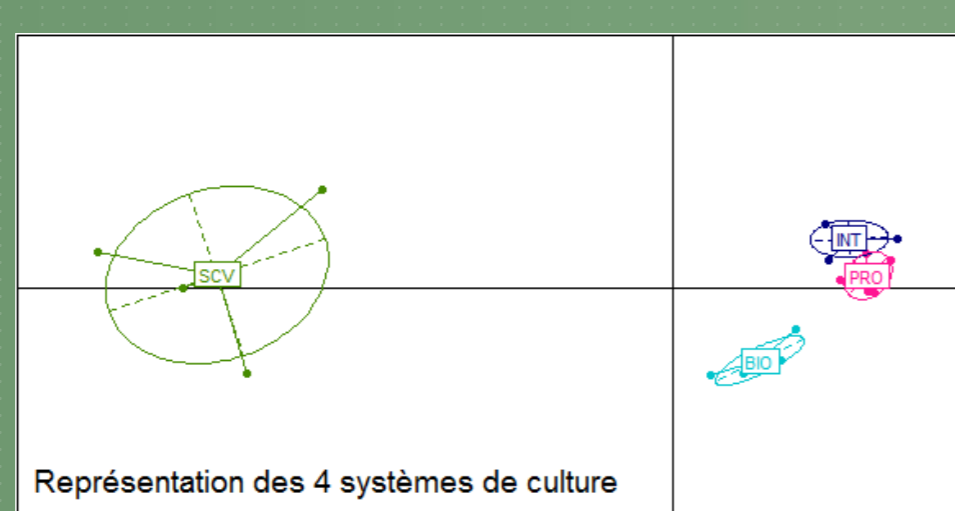 INT
SCV
PRO
BIO
Représentation des 4 systèmes de culture